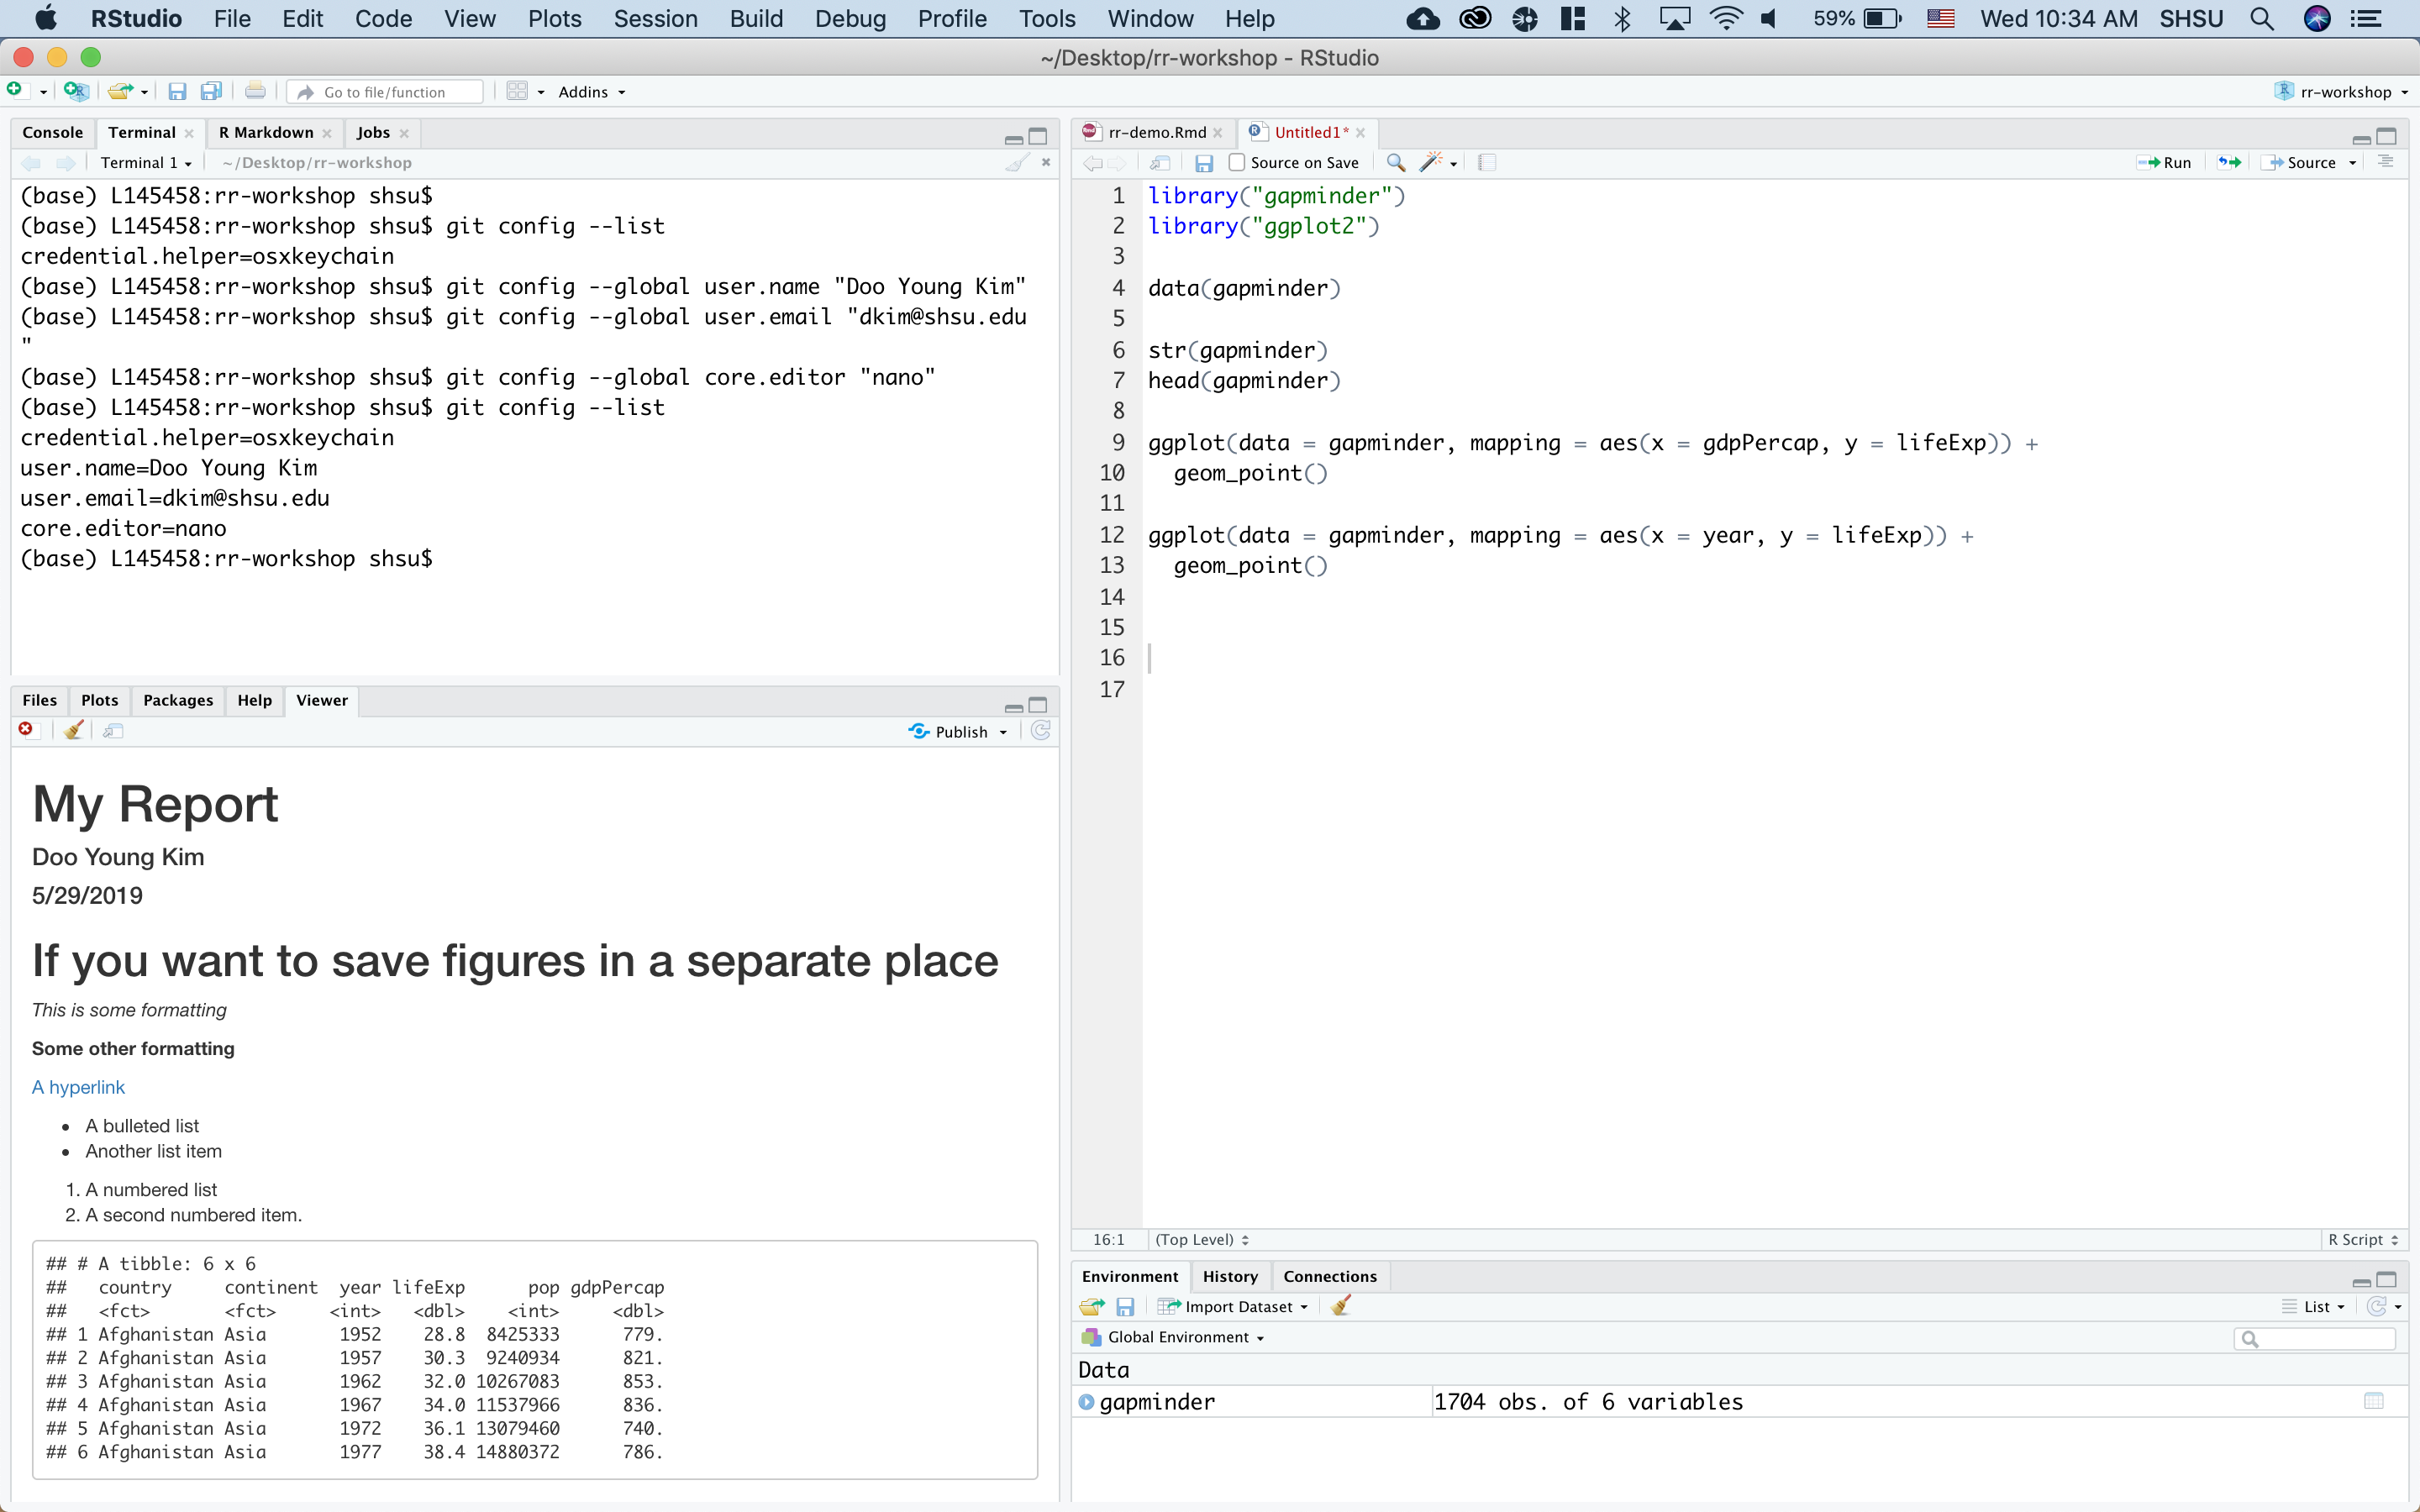 RStudio File Edit Code View Plots Session Build Debug Profile Tools Window Help 59% Wed 10:34 AM SHSU
~/Desktop/rr-workshop - RStudio
Go to file/function Addins rr-workshop
Console Terminal R Markdown Jobs
Terminal 1 ~/Desktop/rr-workshop
(base) L145458:rr-workshop shsu$
(base) L145458:rr-workshop shsu$ git config --list
credential.helper=osxkeychain
(base) L145458:rr-workshop shsu$ git config --global user.name "Doo Young Kim"
(base) L145458:rr-workshop shsu$ git config --global user.email "dkim@shsu.edu
"
(base) L145458:rr-workshop shsu$ git config --global core.editor "nano"
(base) L145458:rr-workshop shsu$ git config --list
credential.helper=osxkeychain
user.name=Doo Young Kim
user.email=dkim@shsu.edu
core.editor=nano
(base) L145458:rr-workshop shsu$
Files Plots Packages Help Viewer
Publish
My Report
Doo Young Kim
5/29/2019
If you want to save figures in a separate place
This is some formatting
Some other formatting
A hyperlink
• A bulleted list
• Another list item
1. A numbered list
2. A second numbered item.
## # A tibble: 6 x 6
##   country     continent  year lifeExp      pop gdpPercap
##   <fct>       <fct>     <int>   <dbl>    <int>     <dbl>
## 1 Afghanistan Asia       1952    28.8  8425333      779.
## 2 Afghanistan Asia       1957    30.3  9240934      821.
## 3 Afghanistan Asia       1962    32.0 10267083      853.
## 4 Afghanistan Asia       1967    34.0 11537966      836.
## 5 Afghanistan Asia       1972    36.1 13079460      740.
## 6 Afghanistan Asia       1977    38.4 14880372      786.
rr-demo.Rmd Untitled1*
Source on Save Run Source
1 library("gapminder")
2 library("ggplot2")
3
4 data(gapminder)
5
6 str(gapminder)
7 head(gapminder)
8
9 ggplot(data = gapminder, mapping = aes(x = gdpPercap, y = lifeExp)) +
10   geom_point()
11
12 ggplot(data = gapminder, mapping = aes(x = year, y = lifeExp)) +
13   geom_point()
14
15
16
17
16:1 (Top Level) R Script
Environment History Connections
Import Dataset List
Global Environment
Data
gapminder 1704 obs. of 6 variables